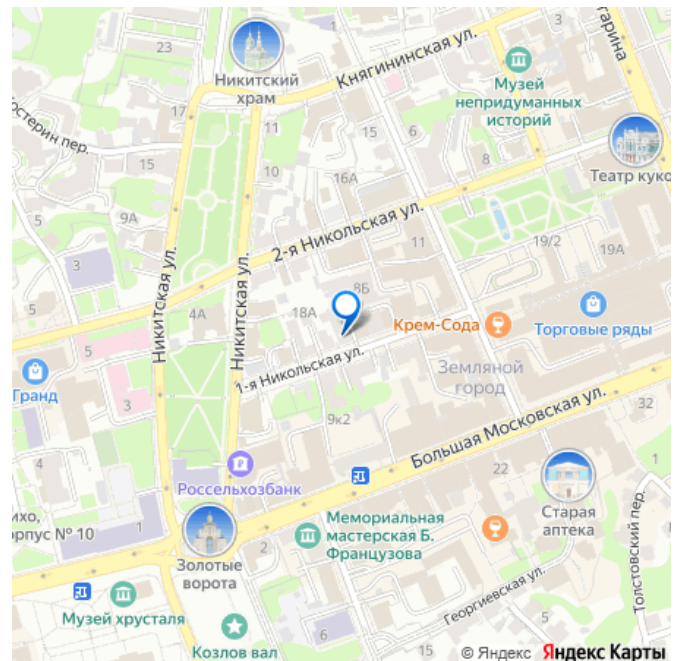 23
Никитский
храм
Княгининская ул.
Музей
непридуманных
историй
17
11
15
6
15
10
16А
8
Театр куко
9А
3
2-я Никольская ул.
11
19/2
19А
5
Никитская ул.
Никитская ул.
8Б
18А
4А
5
Крем-Сода
Торговые ряды
Гранд
1-я Никольская ул.
Земляной
город
3
9к2
Большая Московская ул.
32
4
Россельхозбанк
22
Старая
аптека
Толстовский пер.
орпус № 10
1
Мемориальная
мастерская Б.
Французова
2
Золотые
ворота
Георгиевская ул.
Музей хрусталя
Козлов вал
6
15
5
© Яндекс Яндекс Карты